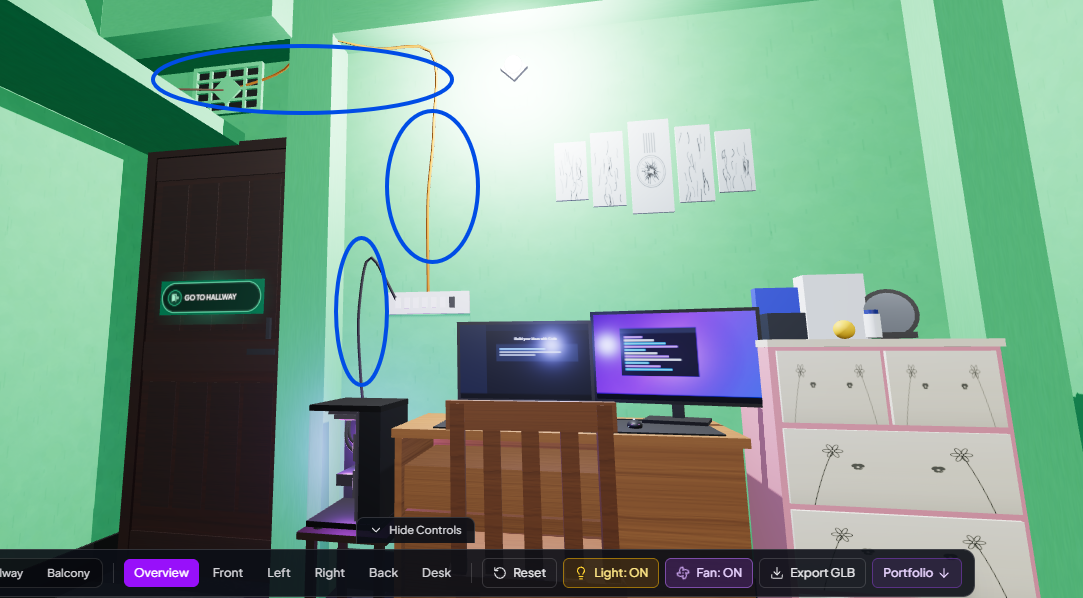 GO TO HALLWAY
Hide Controls
lway
Balcony
Overview
Front
Left
Right
Back
Desk
Reset
Light: ON
Fan: ON
Export GLB
Portfolio ↓